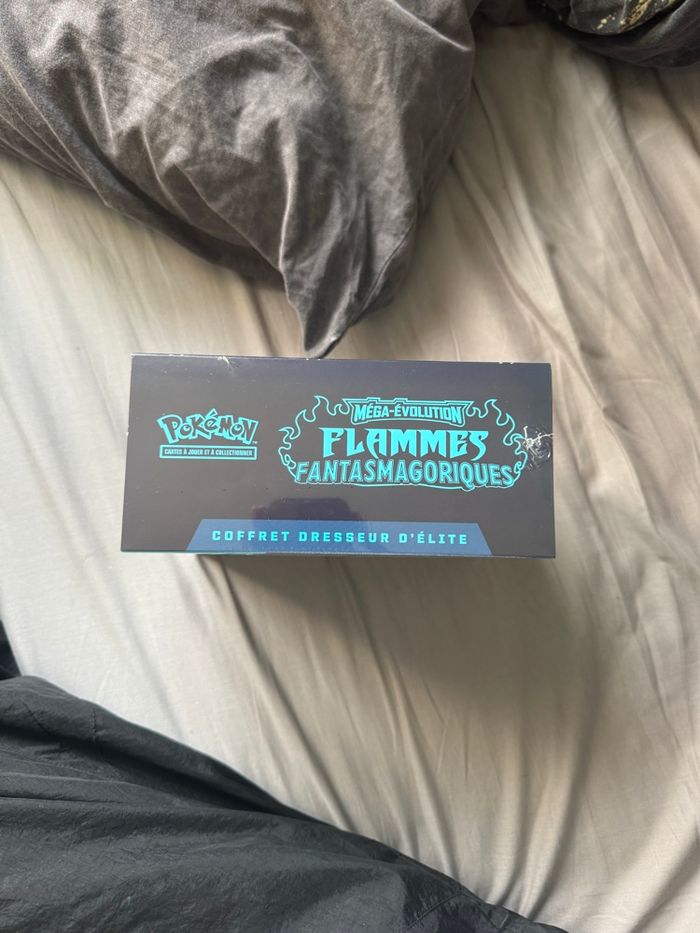 Pokémon
CARTES À JOUER ET À COLLECTIONNER
MÉGA-ÉVOLUTION
FLAMMES
FANTASMAGORIQUES
COFFRET DRESSEUR D'ÉLITE